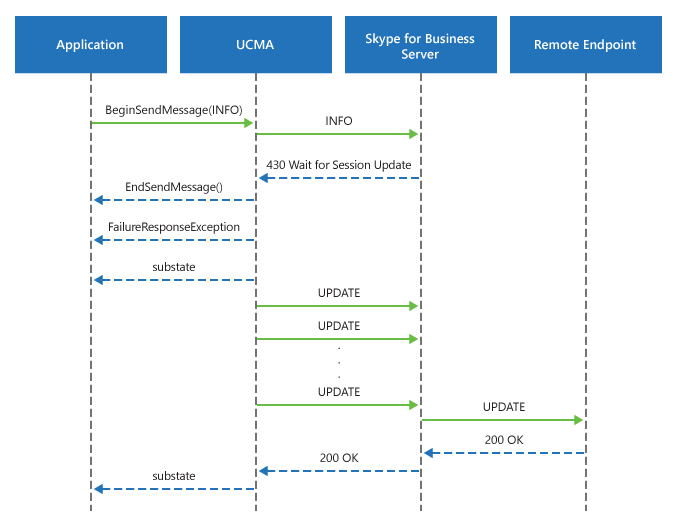 Application
UCMA
Skype for Business
Server
Remote Endpoint
BeginSendMessage(INFO)
INFO
430 Wait for Session Update
EndSendMessage()
FailureResponseException
substate
UPDATE
UPDATE
.
.
.
UPDATE
UPDATE
200 OK
200 OK
substate